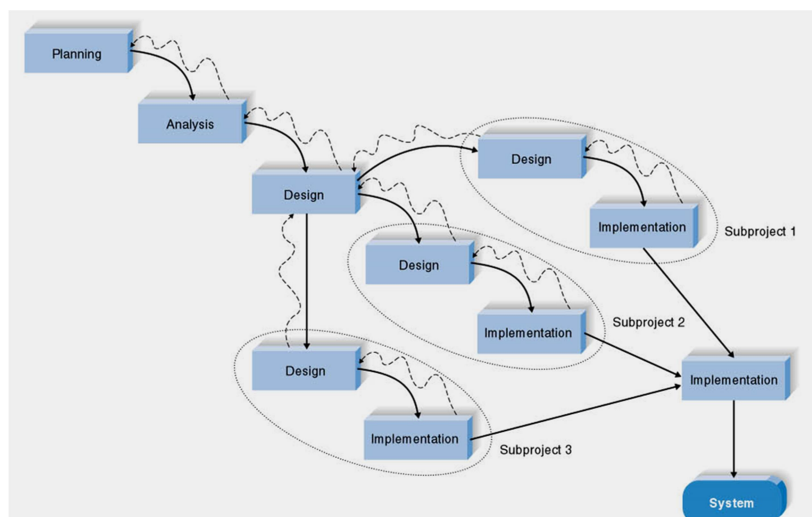 Planning
Analysis
Design
Design
Implementation
Subproject 1
Design
Implementation
Subproject 2
Design
Implementation
Subproject 3
Implementation
System